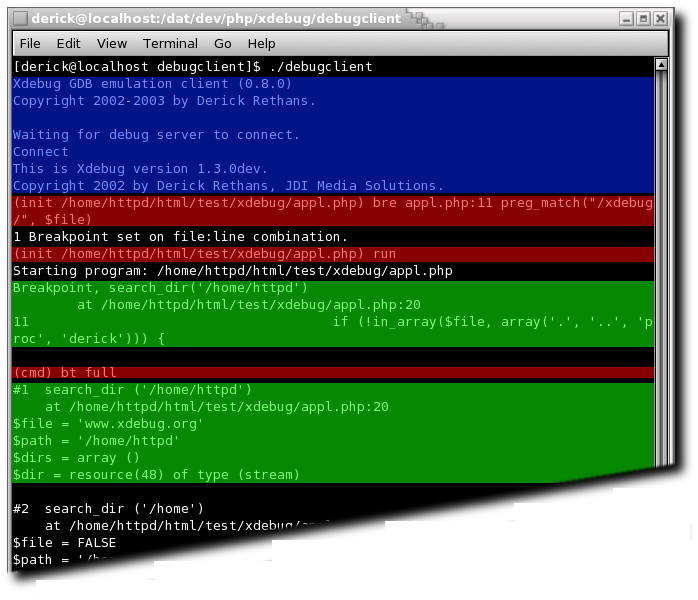 derick@localhost:/dat/dev/php/xdebug/debugclient
File Edit View Terminal Go Help
[derick@localhost debugclient]$ ./debugclient
Xdebug GDB emulation client (0.8.0)
Copyright 2002-2003 by Derick Rethans.
Waiting for debug server to connect.
Connect
This is Xdebug version 1.3.0dev.
Copyright 2002 by Derick Rethans, JDI Media Solutions.
(init /home/httpd/html/test/xdebug/appl.php) bre appl.php:11 preg_match("/xdebug
/", $file)
1 Breakpoint set on file:line combination.
(init /home/httpd/html/test/xdebug/appl.php) run
Starting program: /home/httpd/html/test/xdebug/appl.php
Breakpoint, search_dir('/home/httpd')
at /home/httpd/html/test/xdebug/appl.php:20
11 if (!in_array($file, array('.', '..', 'p
roc', 'derick'))) {
(cmd) bt full
#1 search_dir ('/home/httpd')
at /home/httpd/html/test/xdebug/appl.php:20
$file = 'www.xdebug.org'
$path = '/home/httpd'
$dirs = array ()
$dir = resource(48) of type (stream)
#2 search_dir ('/home')
at /home/httpd/html/test/xdebug/appl
$file = FALSE
$path = '/ho